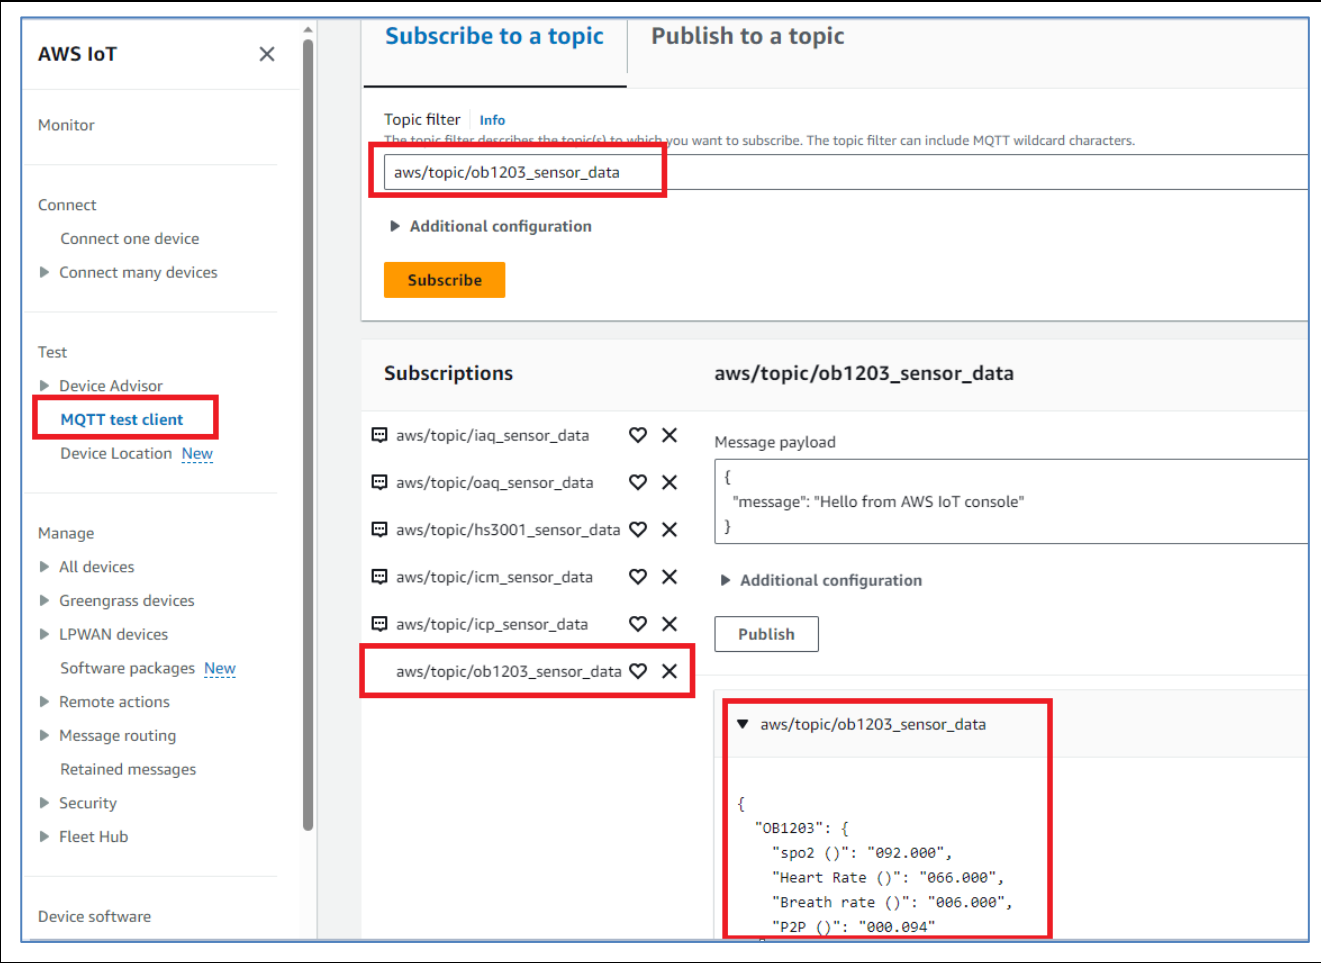 AWS IoT
Monitor
Connect
Connect one device
Connect many devices
Test
Device Advisor
MQTT test client
Device Location New
Manage
All devices
Greengrass devices
LPWAN devices
Software packages New
Remote actions
Message routing
Retained messages
Security
Fleet Hub
Device software
Subscribe to a topic
Publish to a topic
Topic filter Info
The topic filter describes the topic(s) to which you want to subscribe. The topic filter can include MQTT wildcard characters.
aws/topic/ob1203_sensor_data
Additional configuration
Subscribe
Subscriptions
aws/topic/iaq_sensor_data
aws/topic/oaq_sensor_data
aws/topic/hs3001_sensor_data
aws/topic/icm_sensor_data
aws/topic/icp_sensor_data
aws/topic/ob1203_sensor_data
aws/topic/ob1203_sensor_data
Message payload
{
"message": "Hello from AWS IoT console"
}
Additional configuration
Publish
aws/topic/ob1203_sensor_data
{
"OB1203": {
"spo2 ()": "092.000",
"Heart Rate ()": "066.000",
"Breath rate ()": "006.000",
"P2P ()": "000.094"